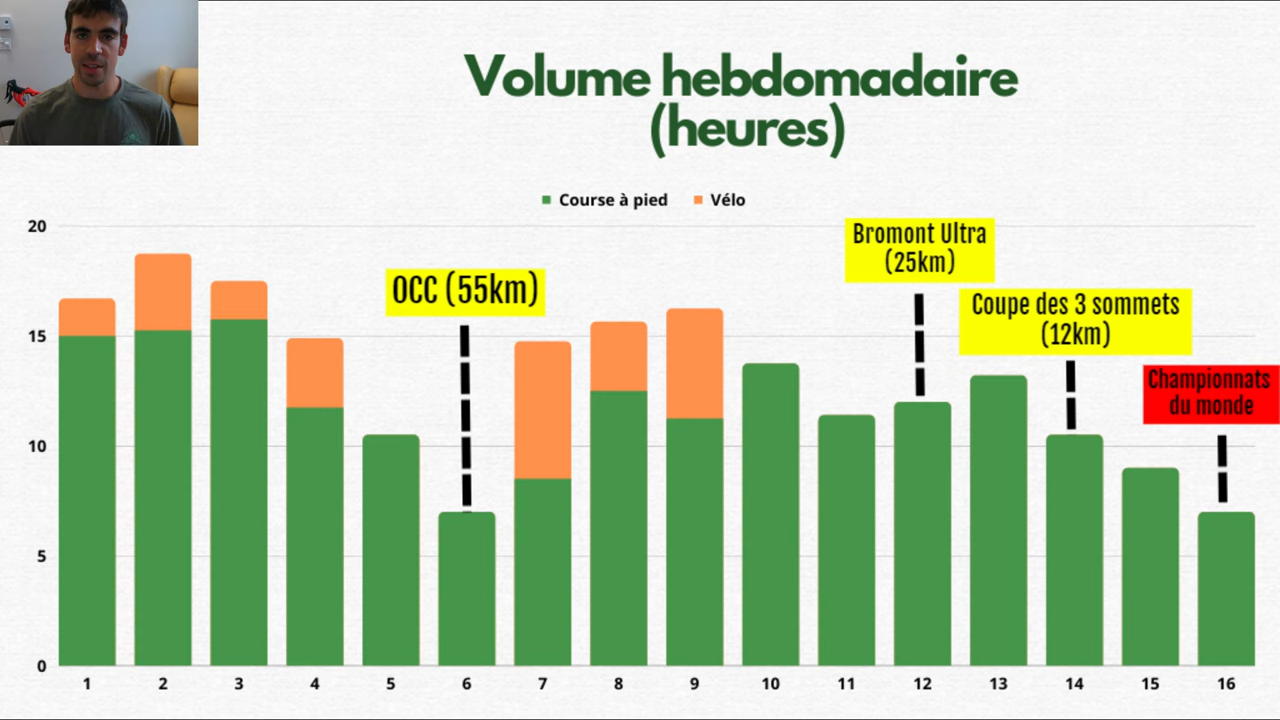 Volume hebdomadaire
(heures)
Course à pied Vélo
20
15
10
5
0
OCC (55km)
Bromont Ultra
(25km)
Coupe des 3 sommets
(12km)
Championnats
du monde
1 2 3 4 5 6 7 8 9 10 11 12 13 14 15 16